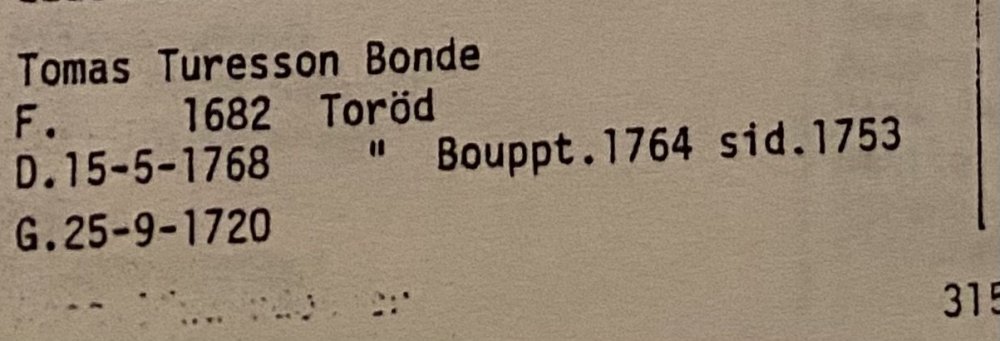 Tomas Turesson Bonde
F. 1682 Toröd
D.15-5-1768 " Bouppt.1764 sid.1753
G.25-9-1720
315